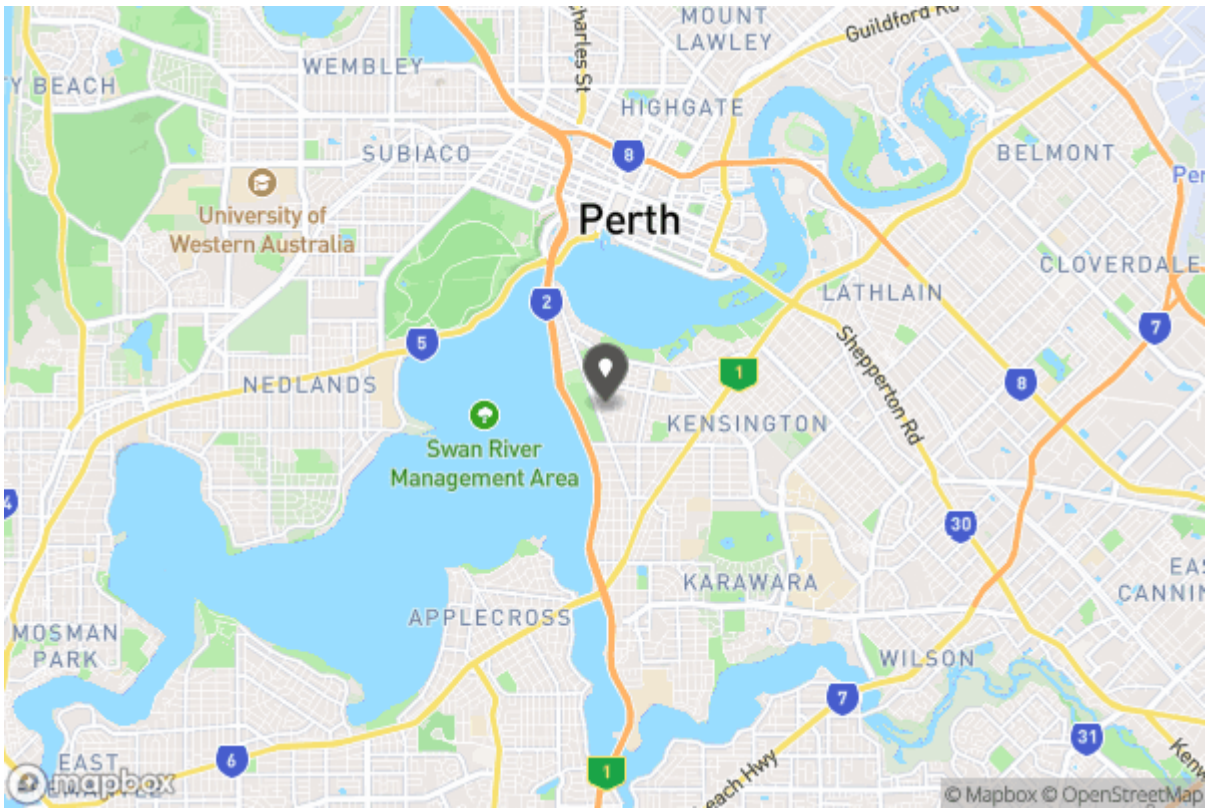 MOUNT
LAWLEY
Guildford Rd
Charles St
WEMBLEY
TY BEACH
HIGHGATE
SUBIACO
8
BELMONT
University of
Western Australia
Perth
Per
CLOVERDALE
2
LATHLAIN
7
5
Shepperton Rd
NEDLANDS
1
8
KENSINGTON
Swan River
Management Area
4
30
KARAWARA
EAS
CANNIN
APPLECROSS
MOSMAN
PARK
WILSON
7
6
31
EAST
mapbox
1
Leach Hwy
Kenw
© Mapbox © OpenStreetMap